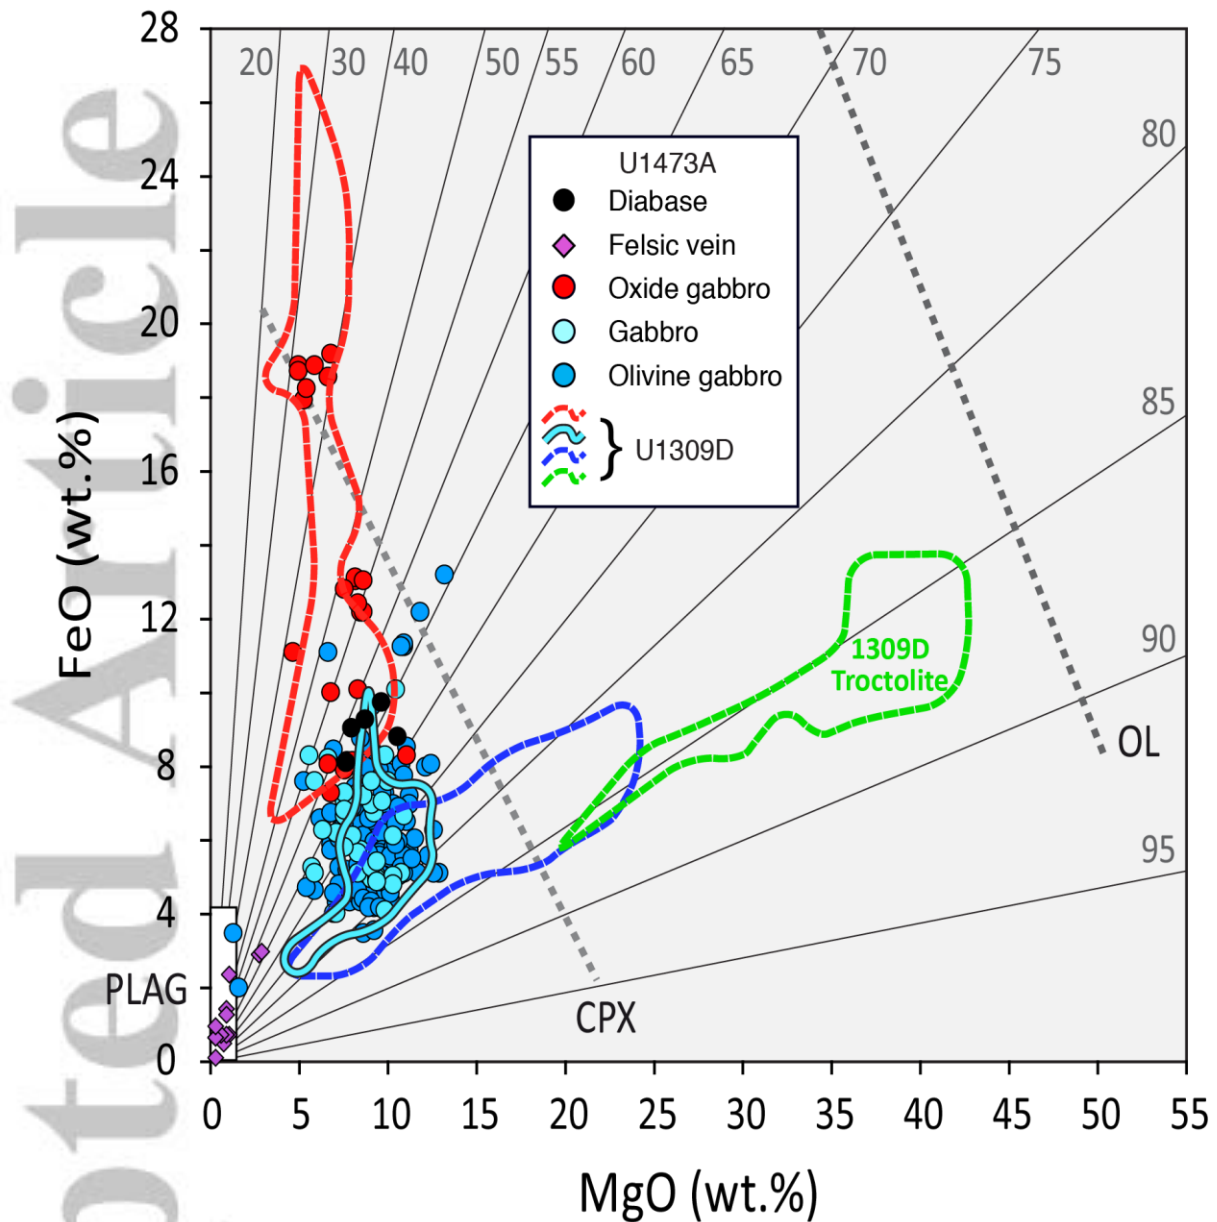 oted Article
28
24
20
16
12
8
4
0
FeO (wt.%)
20 30 40 50 55 60 65 70 75
80
85
90
95
U1473A
Diabase
Felsic vein
Oxide gabbro
Gabbro
Olivine gabbro
} U1309D
1309D
Troctolite
OL
CPX
PLAG
0 5 10 15 20 25 30 35 40 45 50 55
MgO (wt.%)